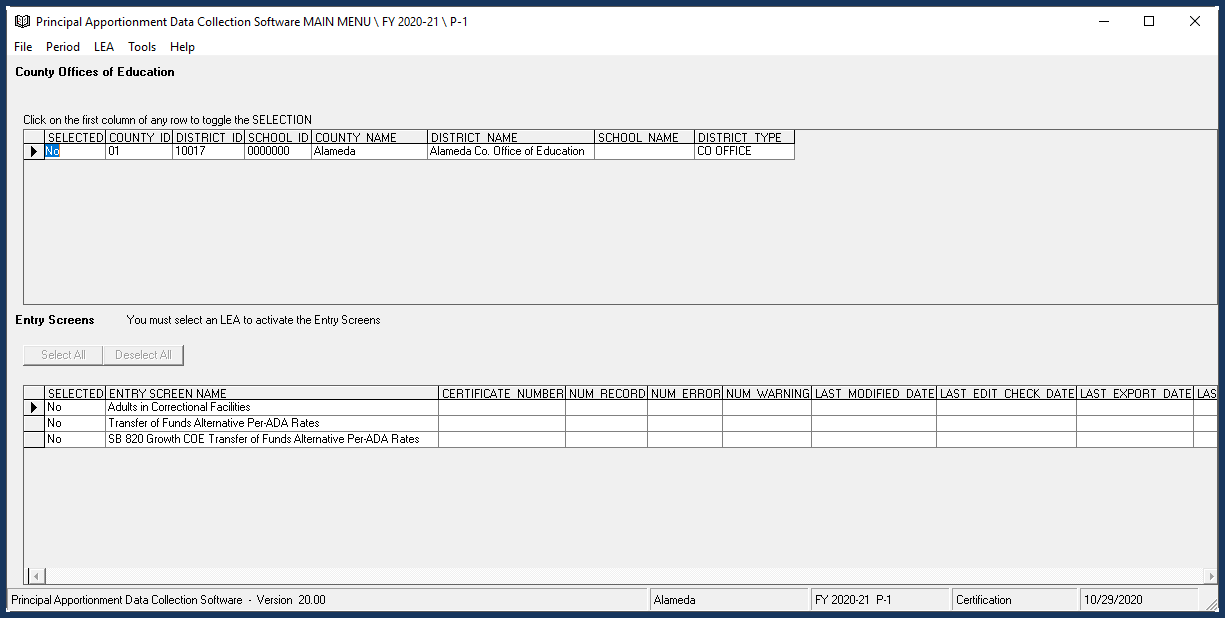 Principal Apportionment Data Collection Software MAIN MENU \ FY 2020-21 \ P-1
File Period LEA Tools Help
County Offices of Education
Click on the first column of any row to toggle the SELECTION
SELECTED COUNTY_ID DISTRICT_ID SCHOOL_ID COUNTY_NAME DISTRICT_NAME SCHOOL_NAME DISTRICT_TYPE
No 01 10017 0000000 Alameda Alameda Co. Office of Education CO OFFICE
Entry Screens You must select an LEA to activate the Entry Screens
Select All Deselect All
SELECTED ENTRY SCREEN NAME CERTIFICATE_NUMBER NUM_RECORD NUM_ERROR NUM_WARNING LAST_MODIFIED_DATE LAST_EDIT_CHECK_DATE LAST_EXPORT_DATE LAS
No Adults in Correctional Facilities
No Transfer of Funds Alternative Per-ADA Rates
No SB 820 Growth COE Transfer of Funds Alternative Per-ADA Rates
Principal Apportionment Data Collection Software - Version 20.00 Alameda FY 2020-21 P-1 Certification 10/29/2020